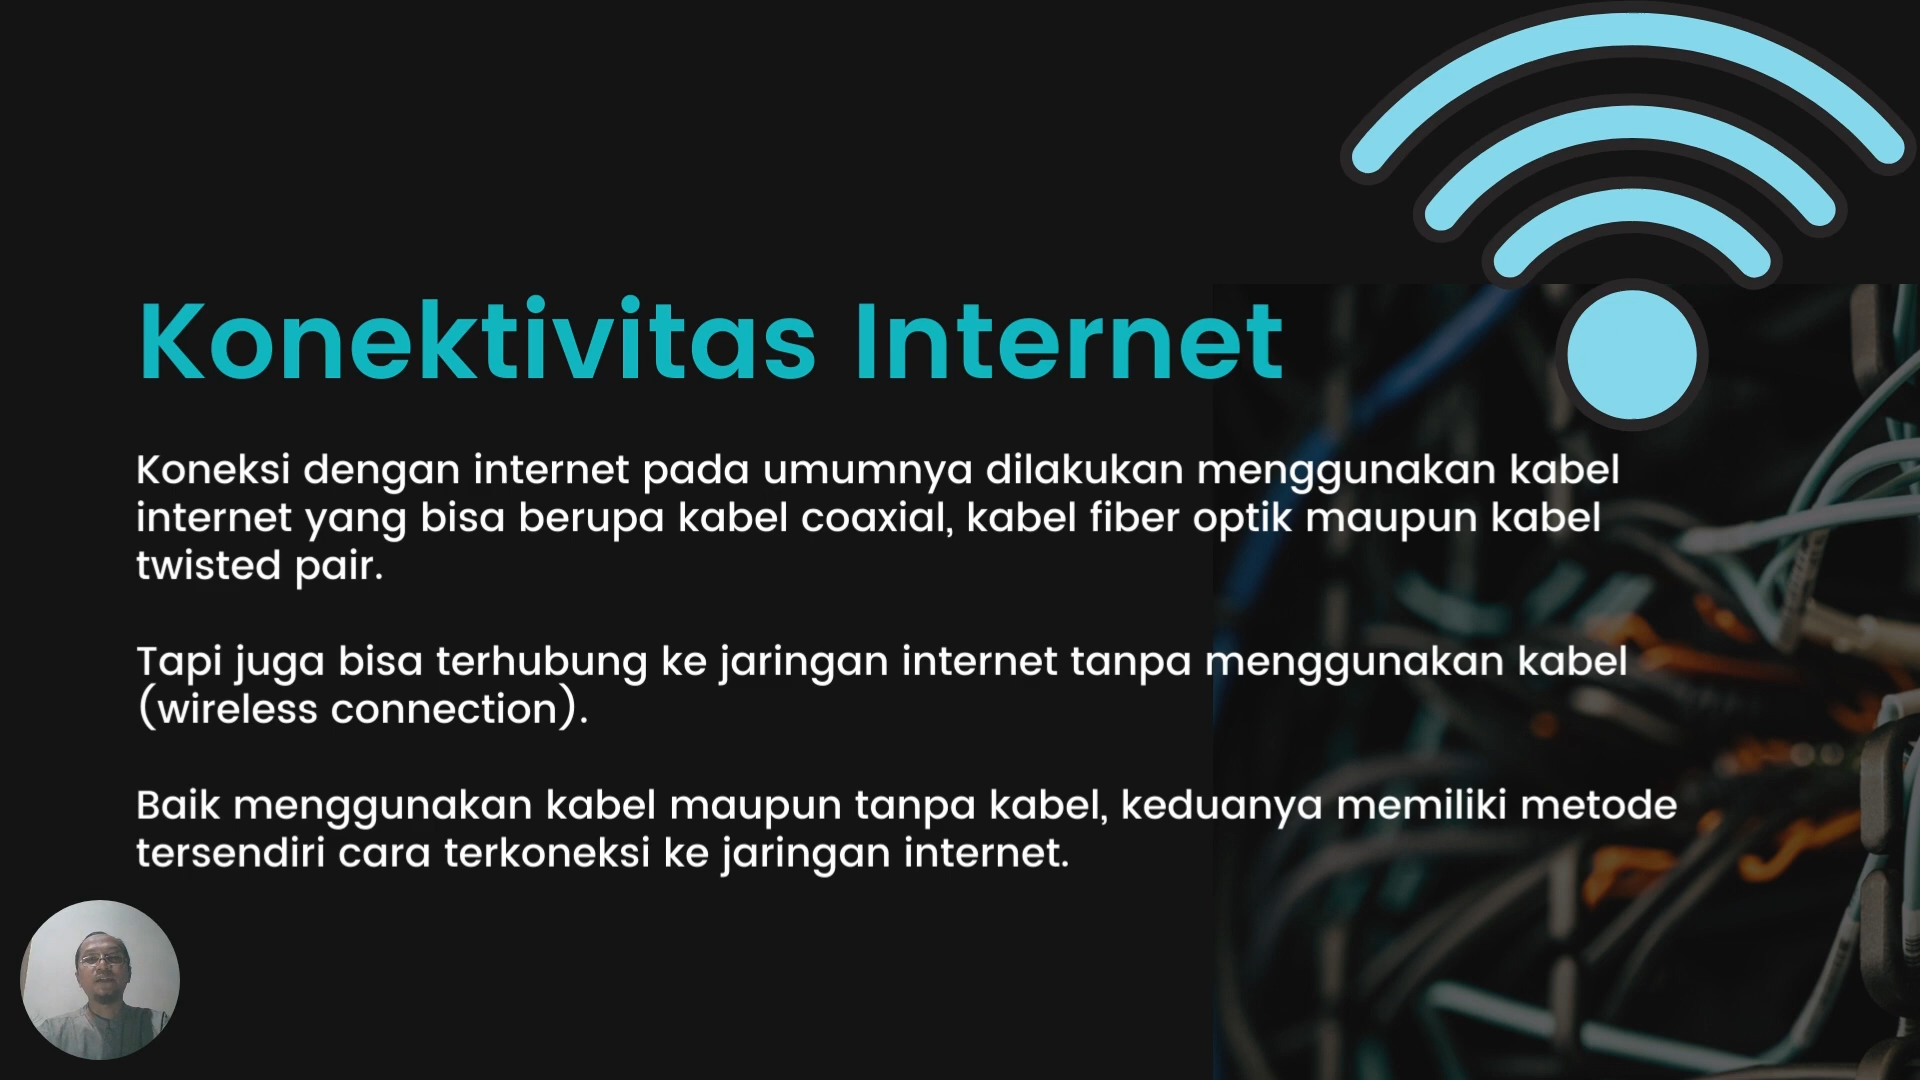 Konektivitas Internet
Koneksi dengan internet pada umumnya dilakukan menggunakan kabel
internet yang bisa berupa kabel coaxial, kabel fiber optik maupun kabel
twisted pair.
Tapi juga bisa terhubung ke jaringan internet tanpa menggunakan kabel
(wireless connection).
Baik menggunakan kabel maupun tanpa kabel, keduanya memiliki metode
tersendiri cara terkoneksi ke jaringan internet.